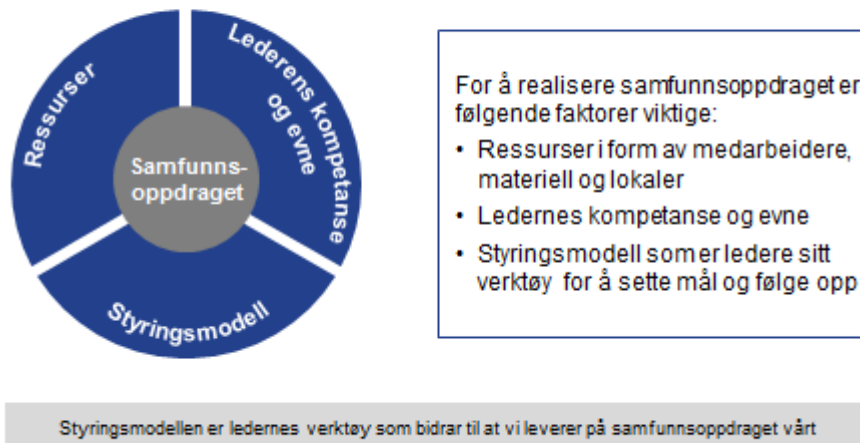 Ressurser
Lederens kompetanse
og evne
Samfunns-
oppdraget
Styringsmodell
For å realisere samfunnsoppdraget er
følgende faktorer viktige:
• Ressurser i form av medarbeidere,
materiell og lokaler
• Ledernes kompetanse og evne
• Styringsmodell som er ledere sitt
verktøy for å sette mål og følge opp
Styringsmodellen er ledernes verktøy som bidrar til at vi leverer på samfunnsoppdraget vårt